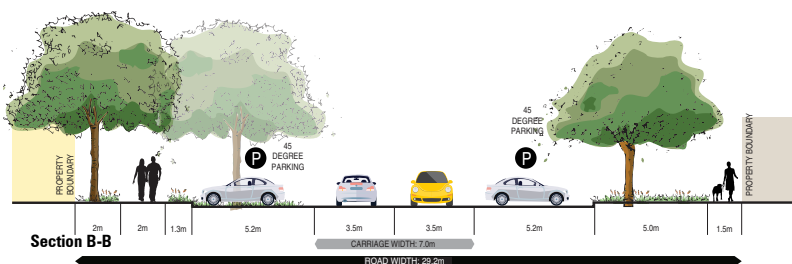 45
DEGREE
PARKING
P
45
DEGREE
PARKING
P
PROPERTY
BOUNDARY
PROPERTY BOUNDARY
2m
2m
1.3m
5.2m
3.5m
3.5m
5.2m
5.0m
1.5m
Section B-B
CARRIAGE WIDTH: 7.0m
ROAD WIDTH: 29.2m